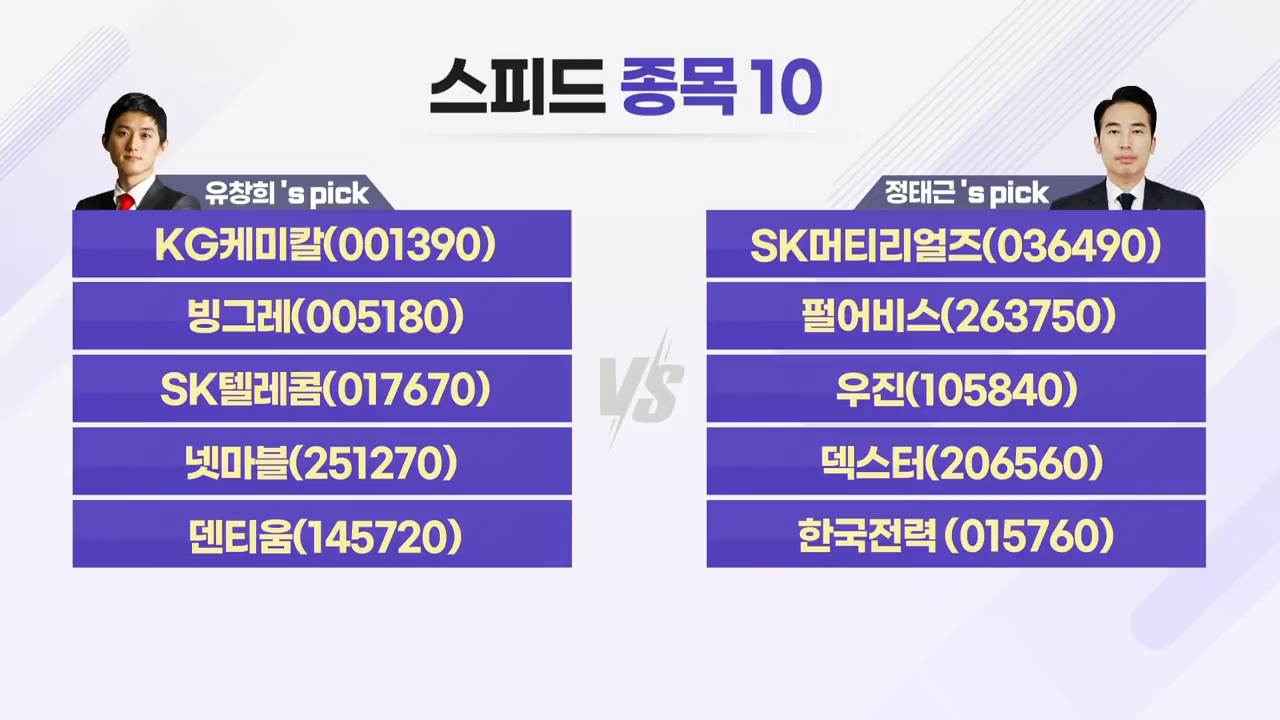 스피드 종목 10
유창희 's pick
KG케미칼(001390)
빙그레(005180)
SK텔레콤(017670)
넷마블(251270)
덴티움(145720)
VS
정태근 's pick
SK머티리얼즈(036490)
펄어비스(263750)
우진(105840)
덱스터(206560)
한국전력 (015760)